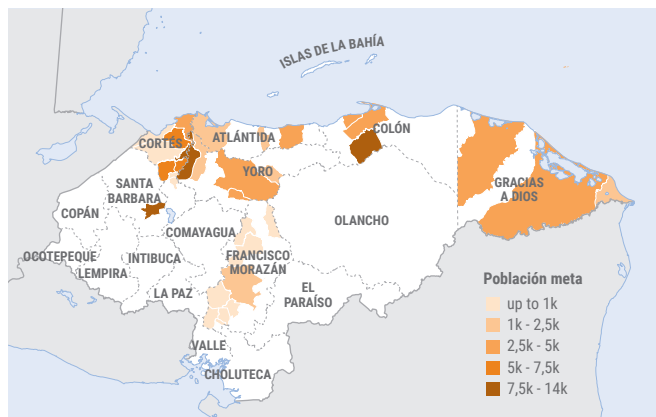 ISLAS DE LA BAHÍA
CORTÉS
ATLÁNTIDA
COLÓN
YORO
SANTA
BARBARA
GRACIAS
A DIOS
COPÁN
OLANCHO
COMAYAGUA
OCOTEPEQUE
INTIBUCA
FRANCISCO
MORAZÁN
LEMPIRA
LA PAZ
EL
PARAÍSO
VALLE
CHOLUTECA
Población meta
up to 1k
1k - 2,5k
2,5k - 5k
5k - 7,5k
7,5k - 14k